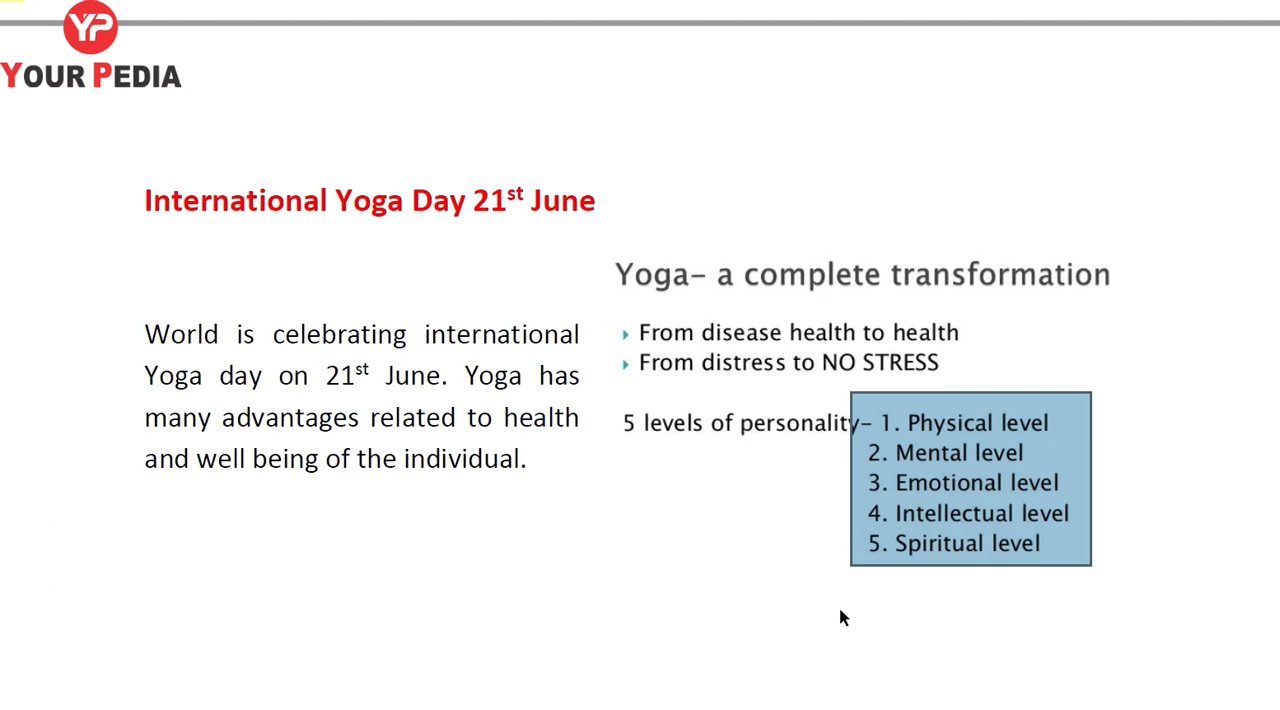 YP
YOUR PEDIA
International Yoga Day 21st June
World is celebrating international
Yoga day on 21st June. Yoga has
many advantages related to health
and well being of the individual.
Yoga- a complete transformation
From disease health to health
From distress to NO STRESS
5 levels of personality- 1. Physical level
2. Mental level
3. Emotional level
4. Intellectual level
5. Spiritual level